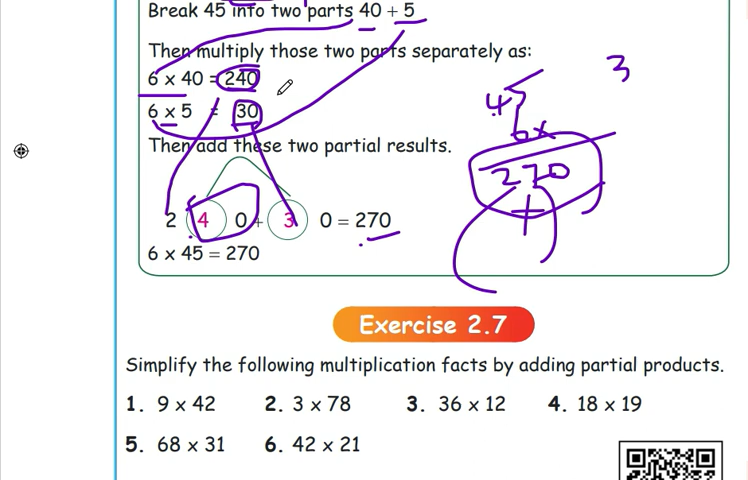 Break 45 into two parts 40 + 5
Then multiply those two parts separately as:
6 x 40 = 240
3
6 x 5 = 30
45
6 x
270
Then add these two partial results.
2 4 0 + 3 0 = 270
6 x 45 = 270
Exercise 2.7
Simplify the following multiplication facts by adding partial products.
1. 9 x 42 2. 3 x 78 3. 36 x 12 4. 18 x 19
5. 68 x 31 6. 42 x 21